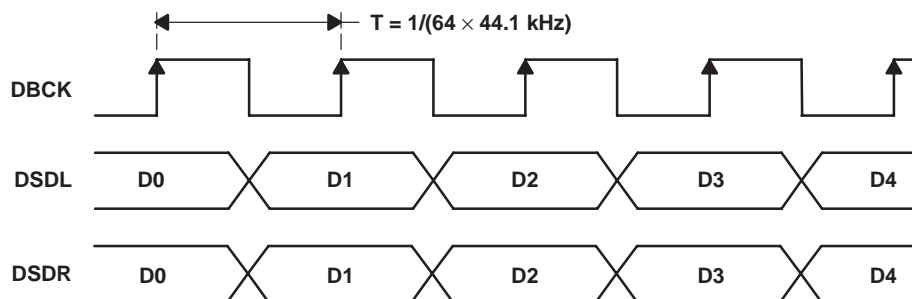 T = 1/(64 × 44.1 kHz)
DBCK
DSDL D0 D1 D2 D3 D4
DSDR D0 D1 D2 D3 D4